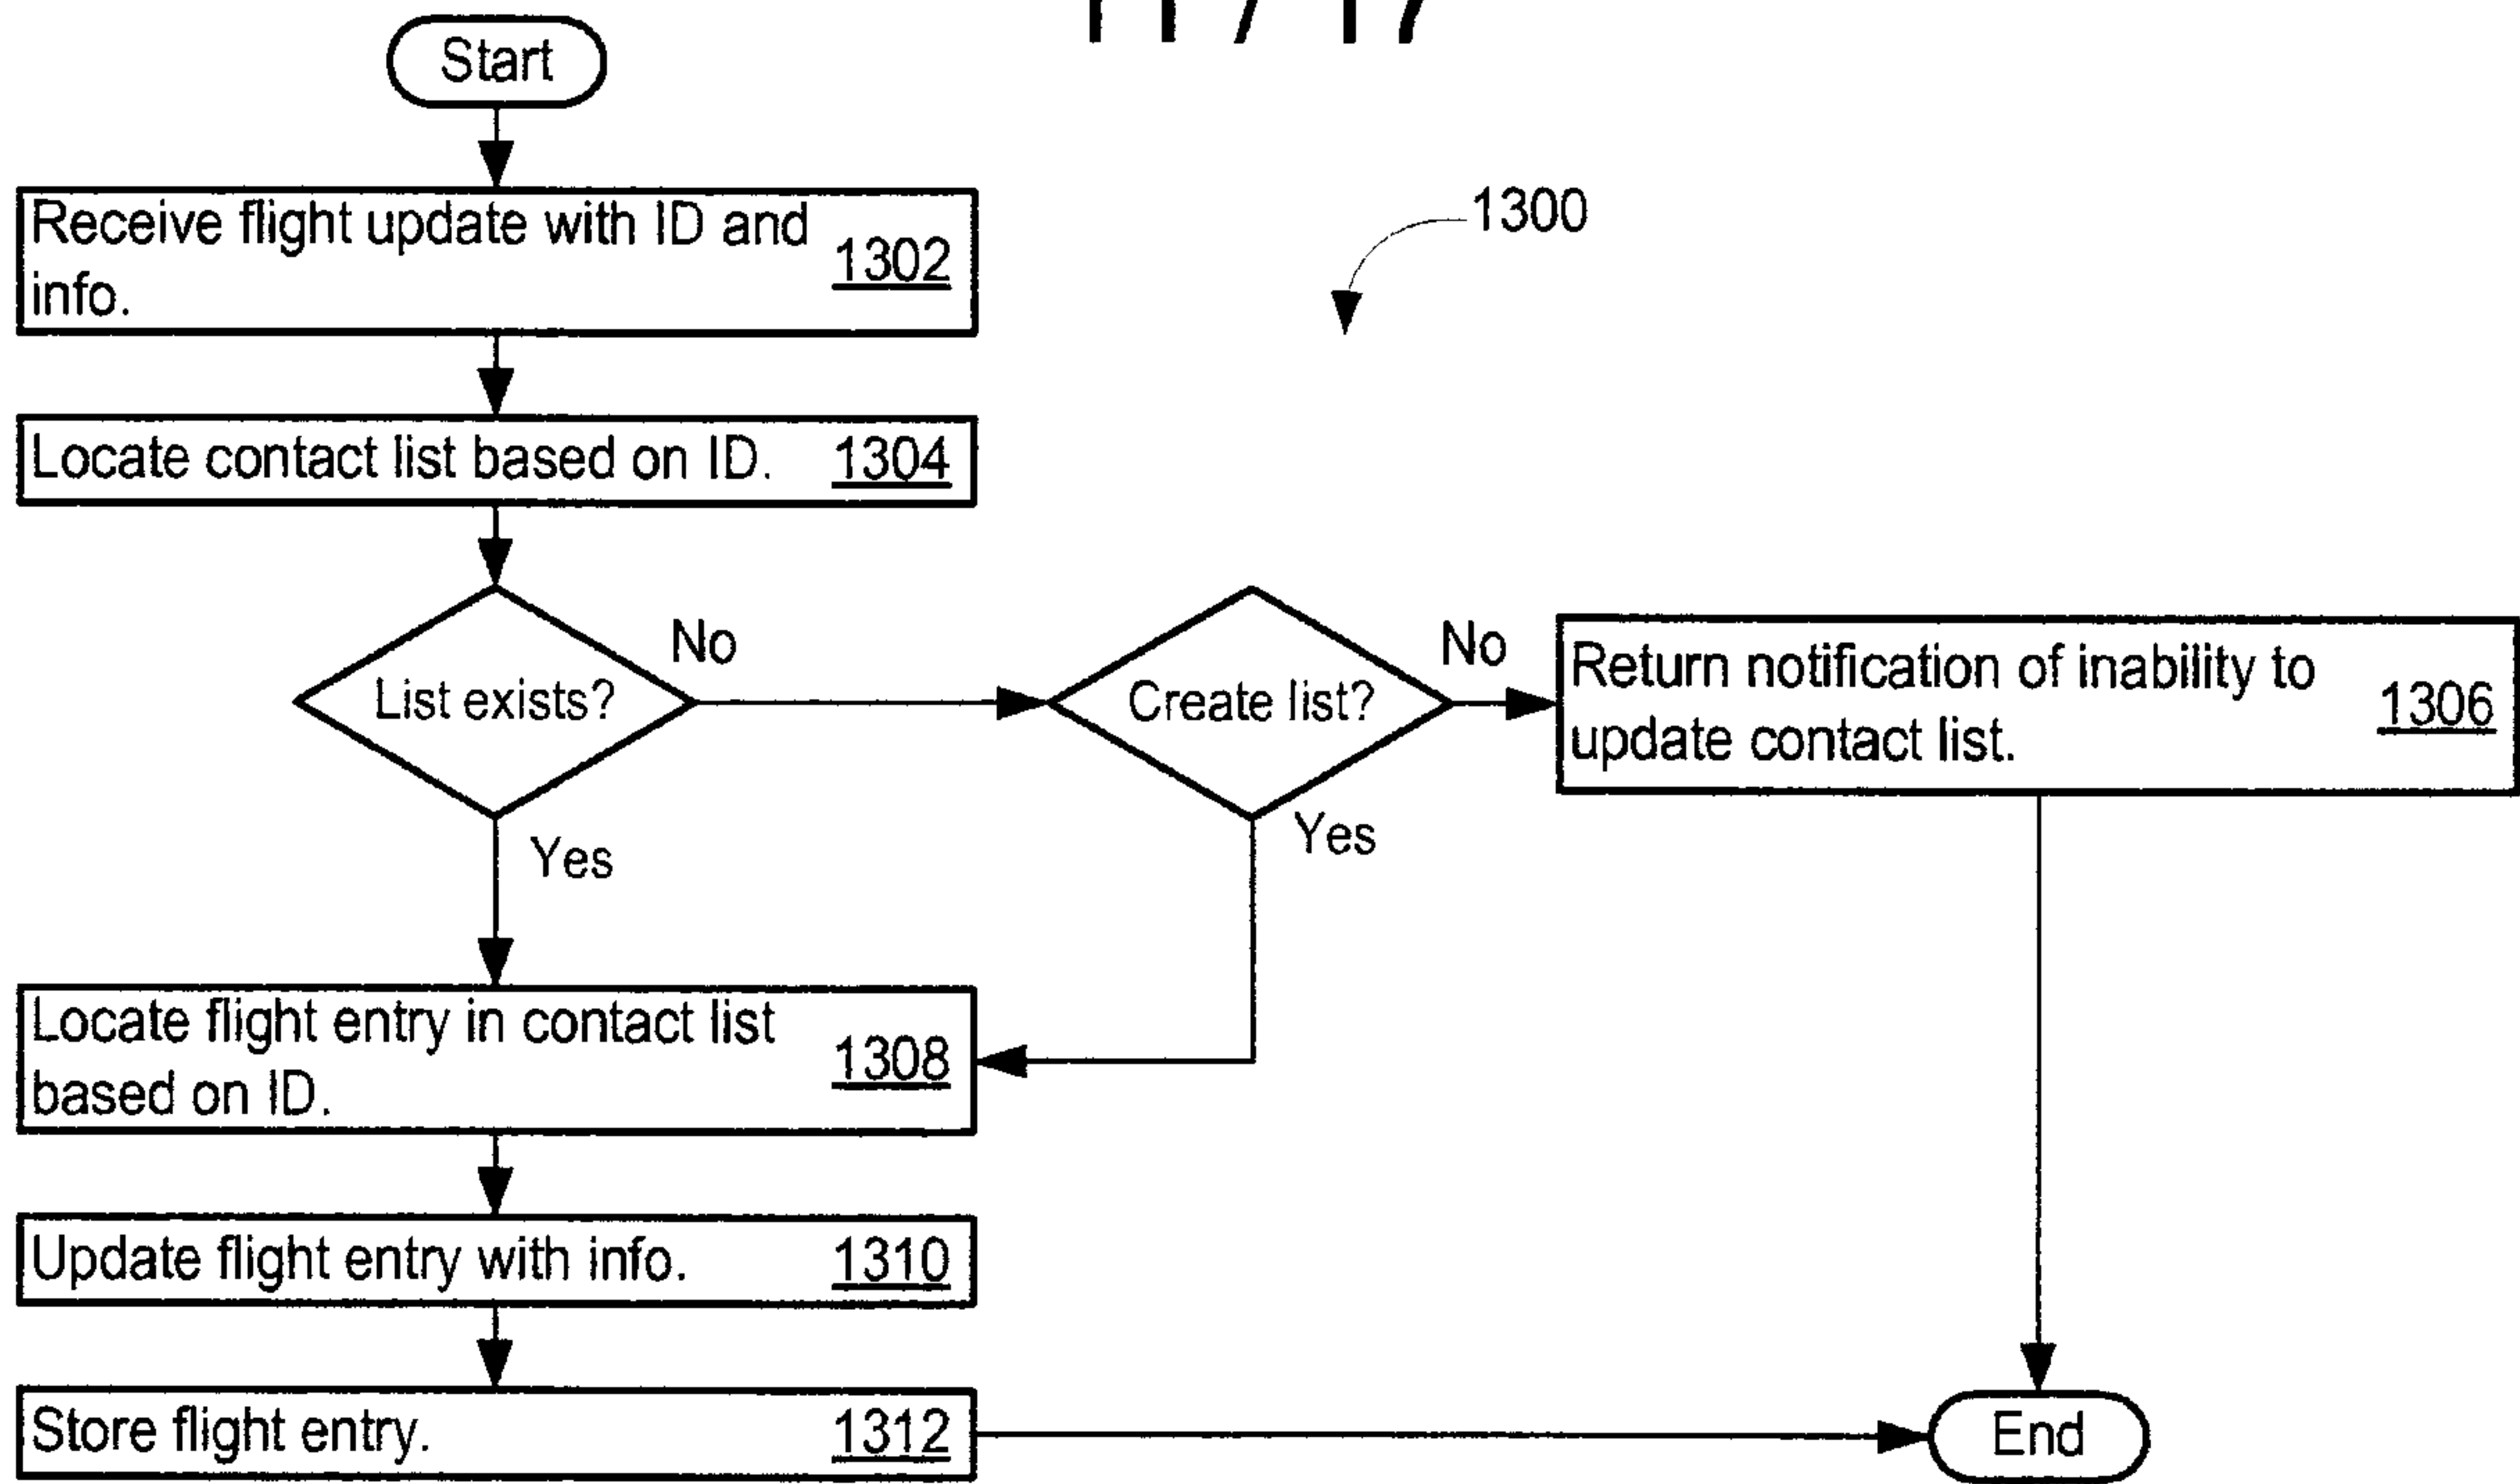 Start
1300
Receive flight update with ID and
info.
1302
Locate contact list based on ID. 1304
List exists?
No
Create list?
No
Return notification of inability to
update contact list.
1306
Yes
Yes
Locate flight entry in contact list
based on ID.
1308
Update flight entry with info. 1310
Store flight entry. 1312
End